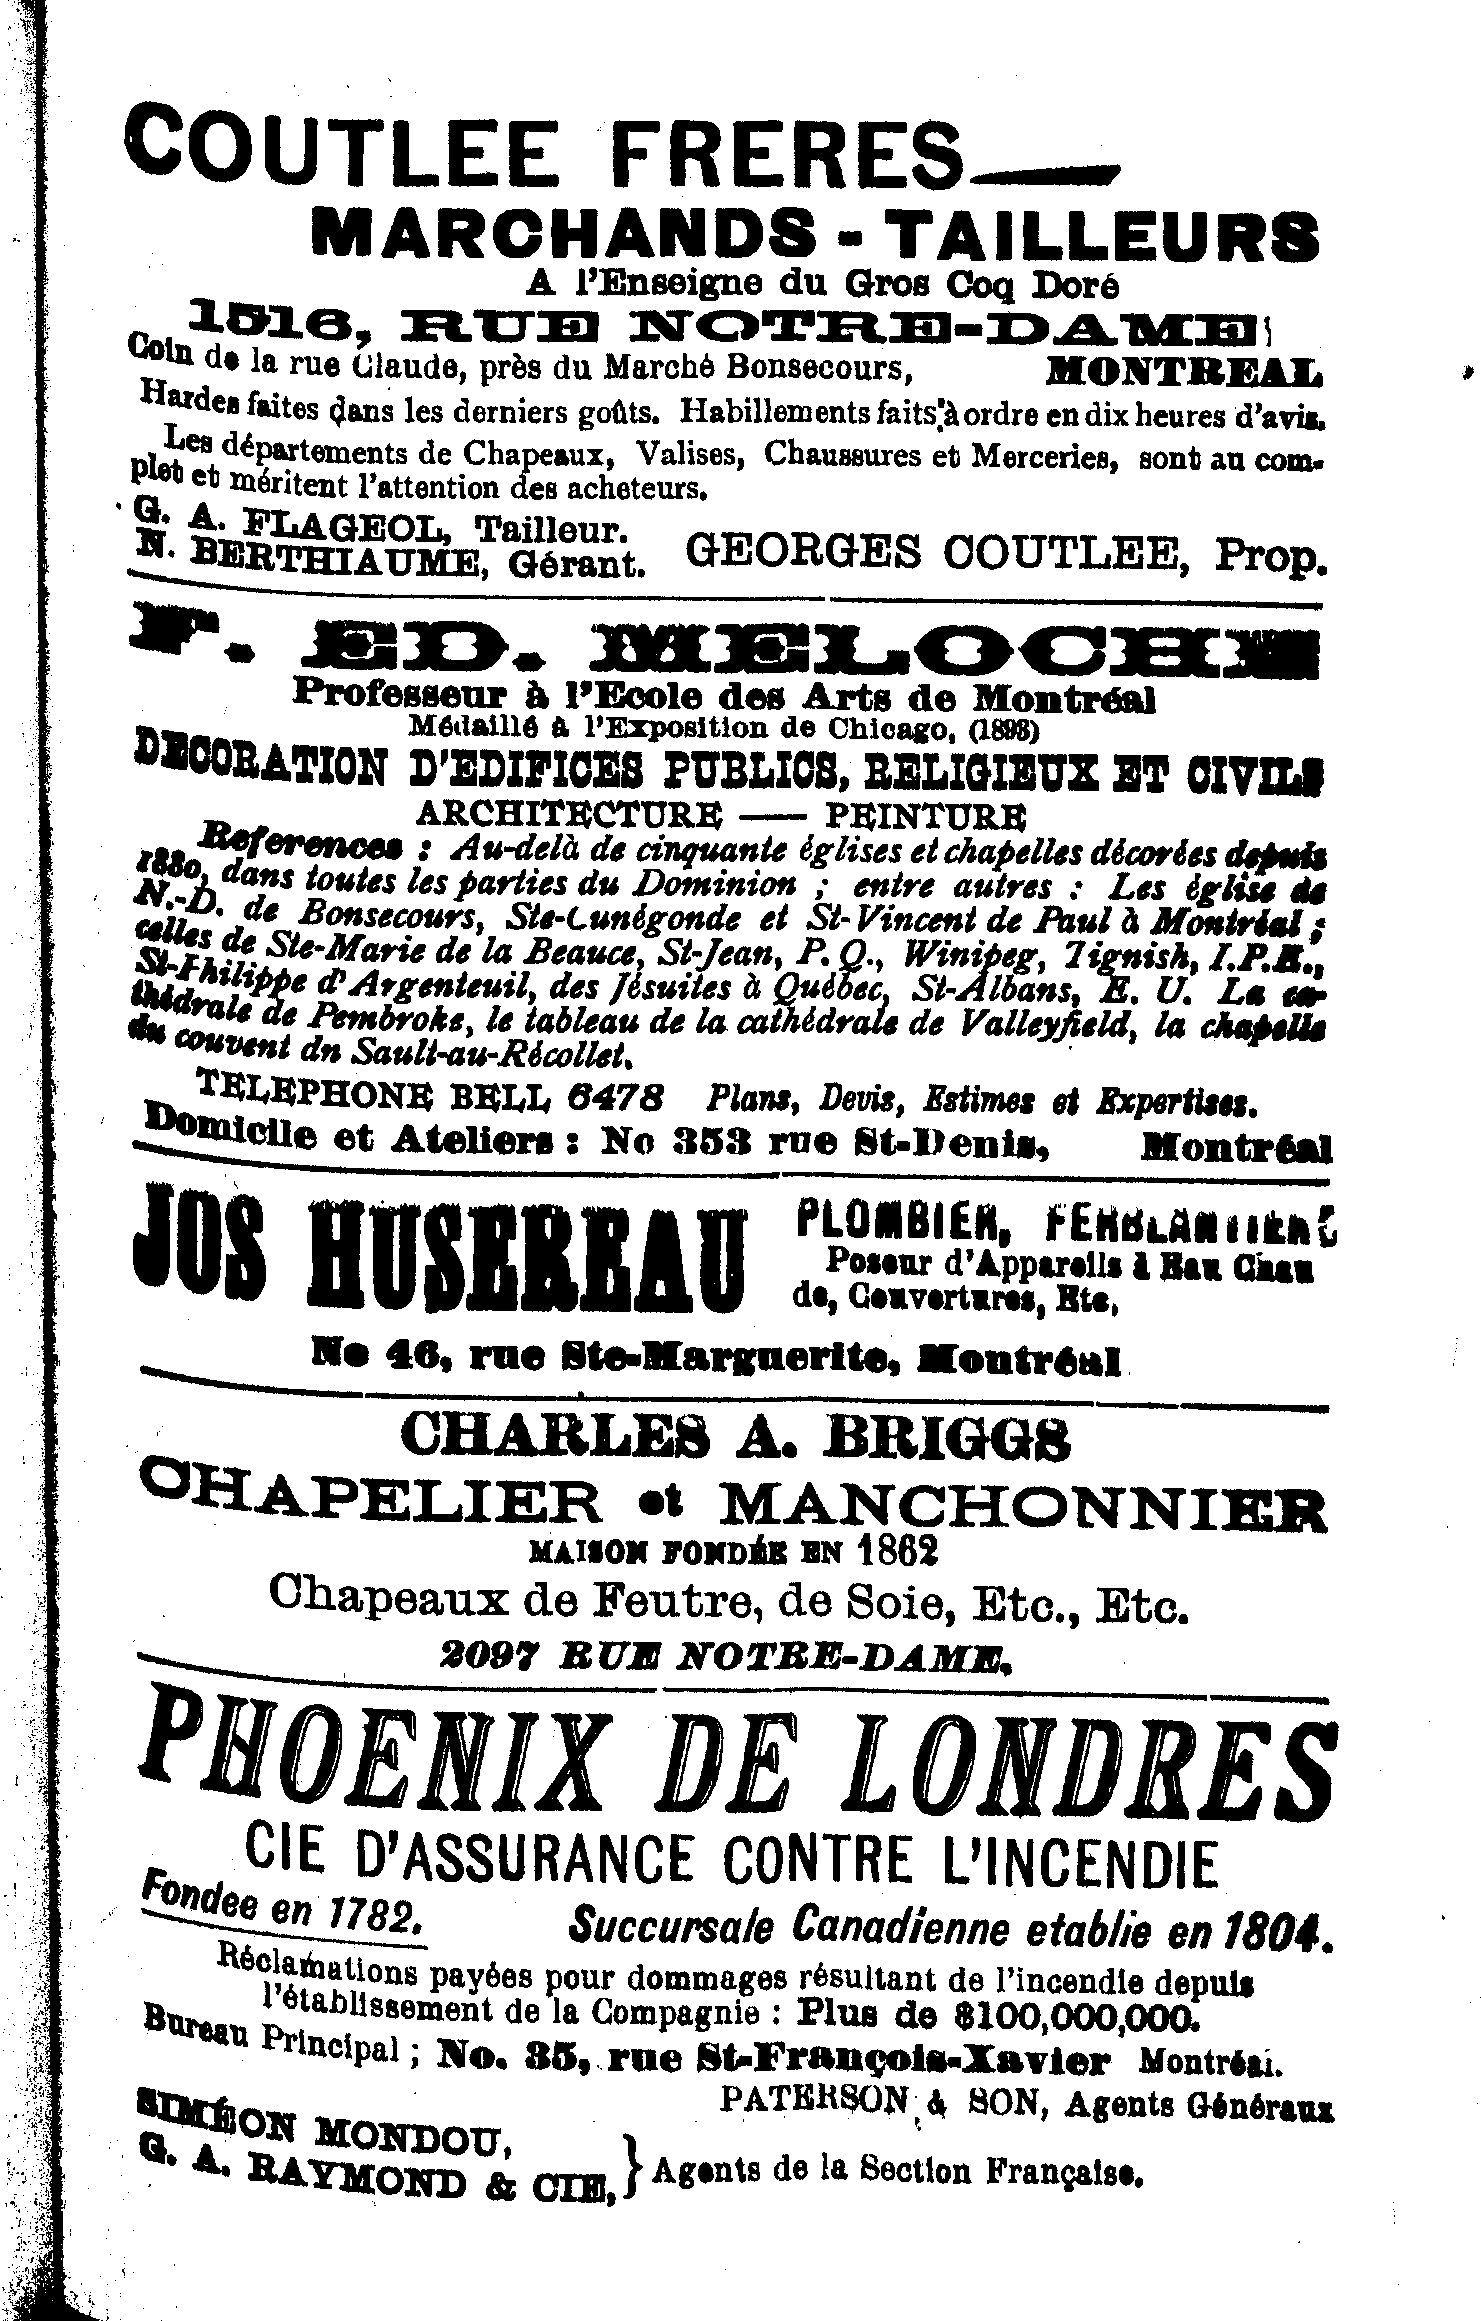 COUTLEE FRERES
MARCHANDS - TAILLEURS
A l'Enseigne du Gros Coq Doré
1516, RUE NOTRE-DAME
Coin de la rue Claude, près du Marché Bonsecours, MONTREAL
Hardes faites dans les derniers goûts. Habillements faits à ordre en dix heures d'avis.
Les départements de Chapeaux, Valises, Chaussures et Merceries, sont au com-
plet et méritent l'attention des acheteurs.
G. A. FLAGEOL, Tailleur.
N. BERTHIAUME, Gérant. GEORGES COUTLEE, Prop.
F. ED. MELOCHE
Professeur à l'Ecole des Arts de Montréal
Médaillé à l'Exposition de Chicago, (1893)
DECORATION D'EDIFICES PUBLICS, RELIGIEUX ET CIVILS
ARCHITECTURE — PEINTURE
References : Au-delà de cinquante églises et chapelles décorées depuis
1880, dans toutes les parties du Dominion ; entre autres : Les église de
N.-D. de Bonsecours, Ste-Cunégonde et St-Vincent de Paul à Montréal ;
celles de Ste-Marie de la Beauce, St-Jean, P. Q., Winipeg, Tignish, I.P.E.,
St-Philippe d'Argenteuil, des Jésuites à Québec, St-Albans, E. U. La ca-
thédrale de Pembroke, le tableau de la cathédrale de Valleyfield, la chapelle
du couvent dn Sault-au-Récollet.
TELEPHONE BELL 6478 Plans, Devis, Estimes et Expertises.
Domicile et Ateliers : No 353 rue St-Denis, Montréal
JOS HUSEREAU PLOMBIER, FERBLANTIER,
Poseur d'Appareils à Eau Chau
de, Couvertures, Etc,
No 46, rue Ste-Marguerite, Montréal
CHARLES A. BRIGGS
CHAPELIER et MANCHONNIER
MAISON FONDÉE EN 1862
Chapeaux de Feutre, de Soie, Etc., Etc.
2097 RUE NOTRE-DAME.
PHOENIX DE LONDRES
CIE D'ASSURANCE CONTRE L'INCENDIE
Fondee en 1782. Succursale Canadienne etablie en 1804.
Réclamations payées pour dommages résultant de l'incendie depuis
l'établissement de la Compagnie : Plus de $100,000,000.
Bureau Principal ; No. 35, rue St-François-Xavier Montréal.
PATERSON & SON, Agents Généraux
SIMÉON MONDOU,
G. A. RAYMOND & CIE, } Agents de la Section Française.